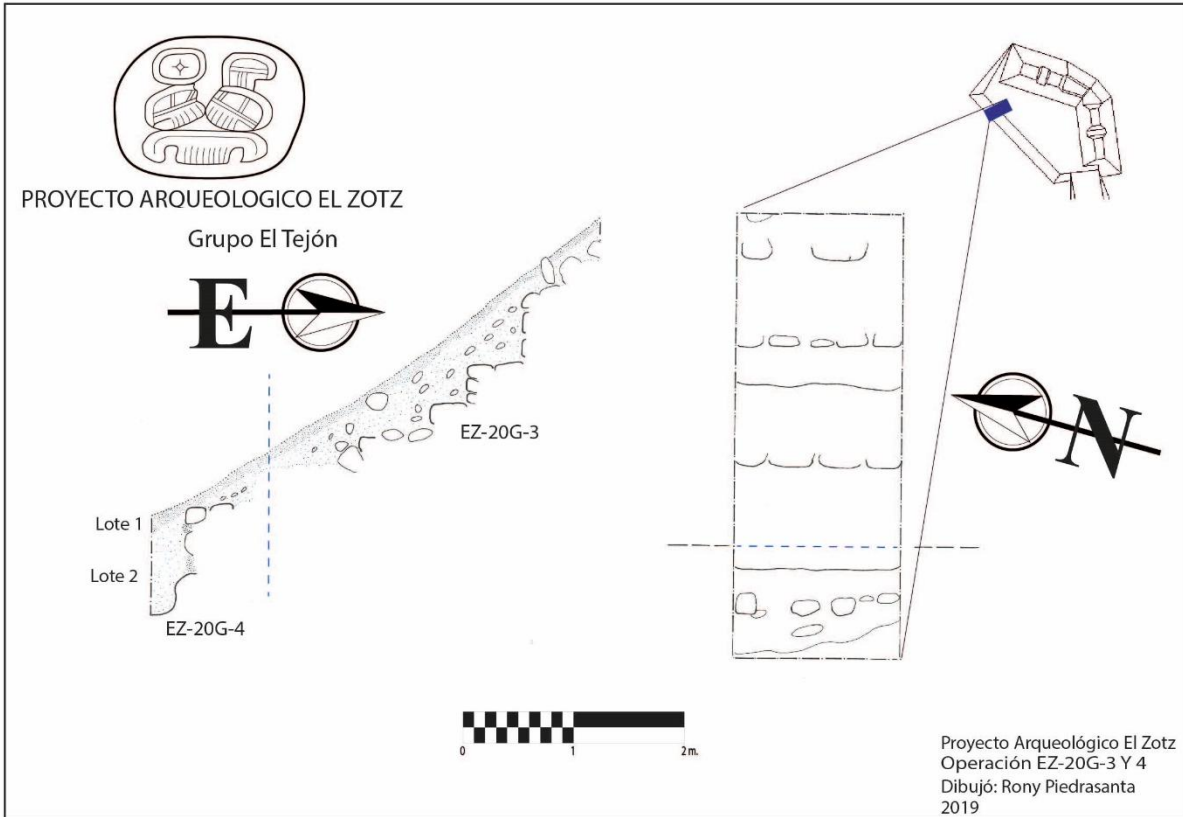 PROYECTO ARQUEOLOGICO EL ZOTZ
Grupo El Tejón
E
EZ-20G-3
Lote 1
Lote 2
EZ-20G-4
N
0 1 2 m.
Proyecto Arqueológico El Zotz
Operación EZ-20G-3 Y 4
Dibujó: Rony Piedrasanta
2019